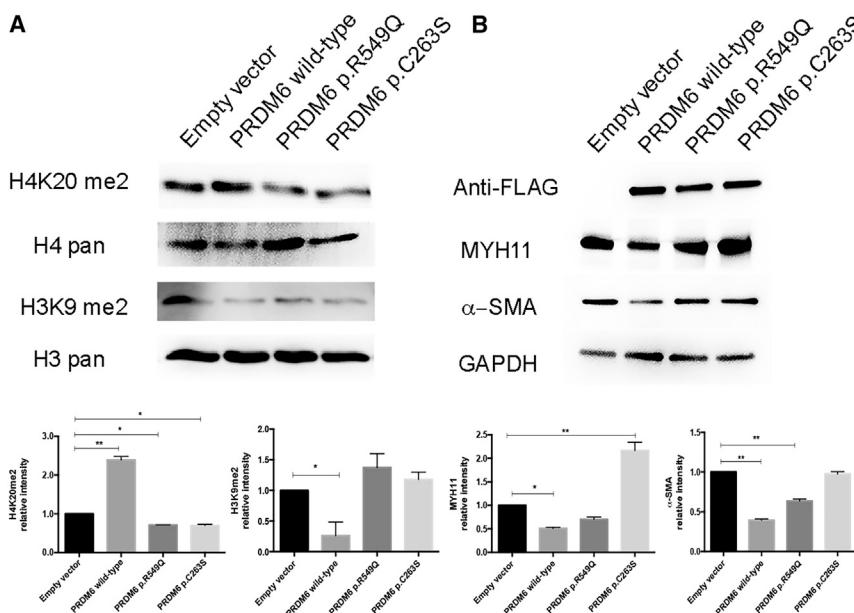 A
Empty vector
PRDM6 wild-type
PRDM6 p.R549Q
PRDM6 p.C263S
H4K20 me2
H4 pan
H3K9 me2
H3 pan
B
Empty vector
PRDM6 wild-type
PRDM6 p.R549Q
PRDM6 p.C263S
Anti-FLAG
MYH11
α-SMA
GAPDH
H4K20me2
relative intensity
3.0
2.0
1.0
0.0
*
*
**
Empty vector
PRDM6 wild-type
PRDM6 p.R549Q
PRDM6 p.C263S
H3K9me2
relative intensity
2.0
1.5
1.0
0.5
0.0
*
Empty vector
PRDM6 wild-type
PRDM6 p.R549Q
PRDM6 p.C263S
MYH11
relative intensity
2.5
2.0
1.5
1.0
0.5
0.0
**
*
Empty vector
PRDM6 wild-type
PRDM6 p.R549Q
PRDM6 p.C263S
α-SMA
relative intensity
1.5
1.0
0.5
0.0
**
**
Empty vector
PRDM6 wild-type
PRDM6 p.R549Q
PRDM6 p.C263S